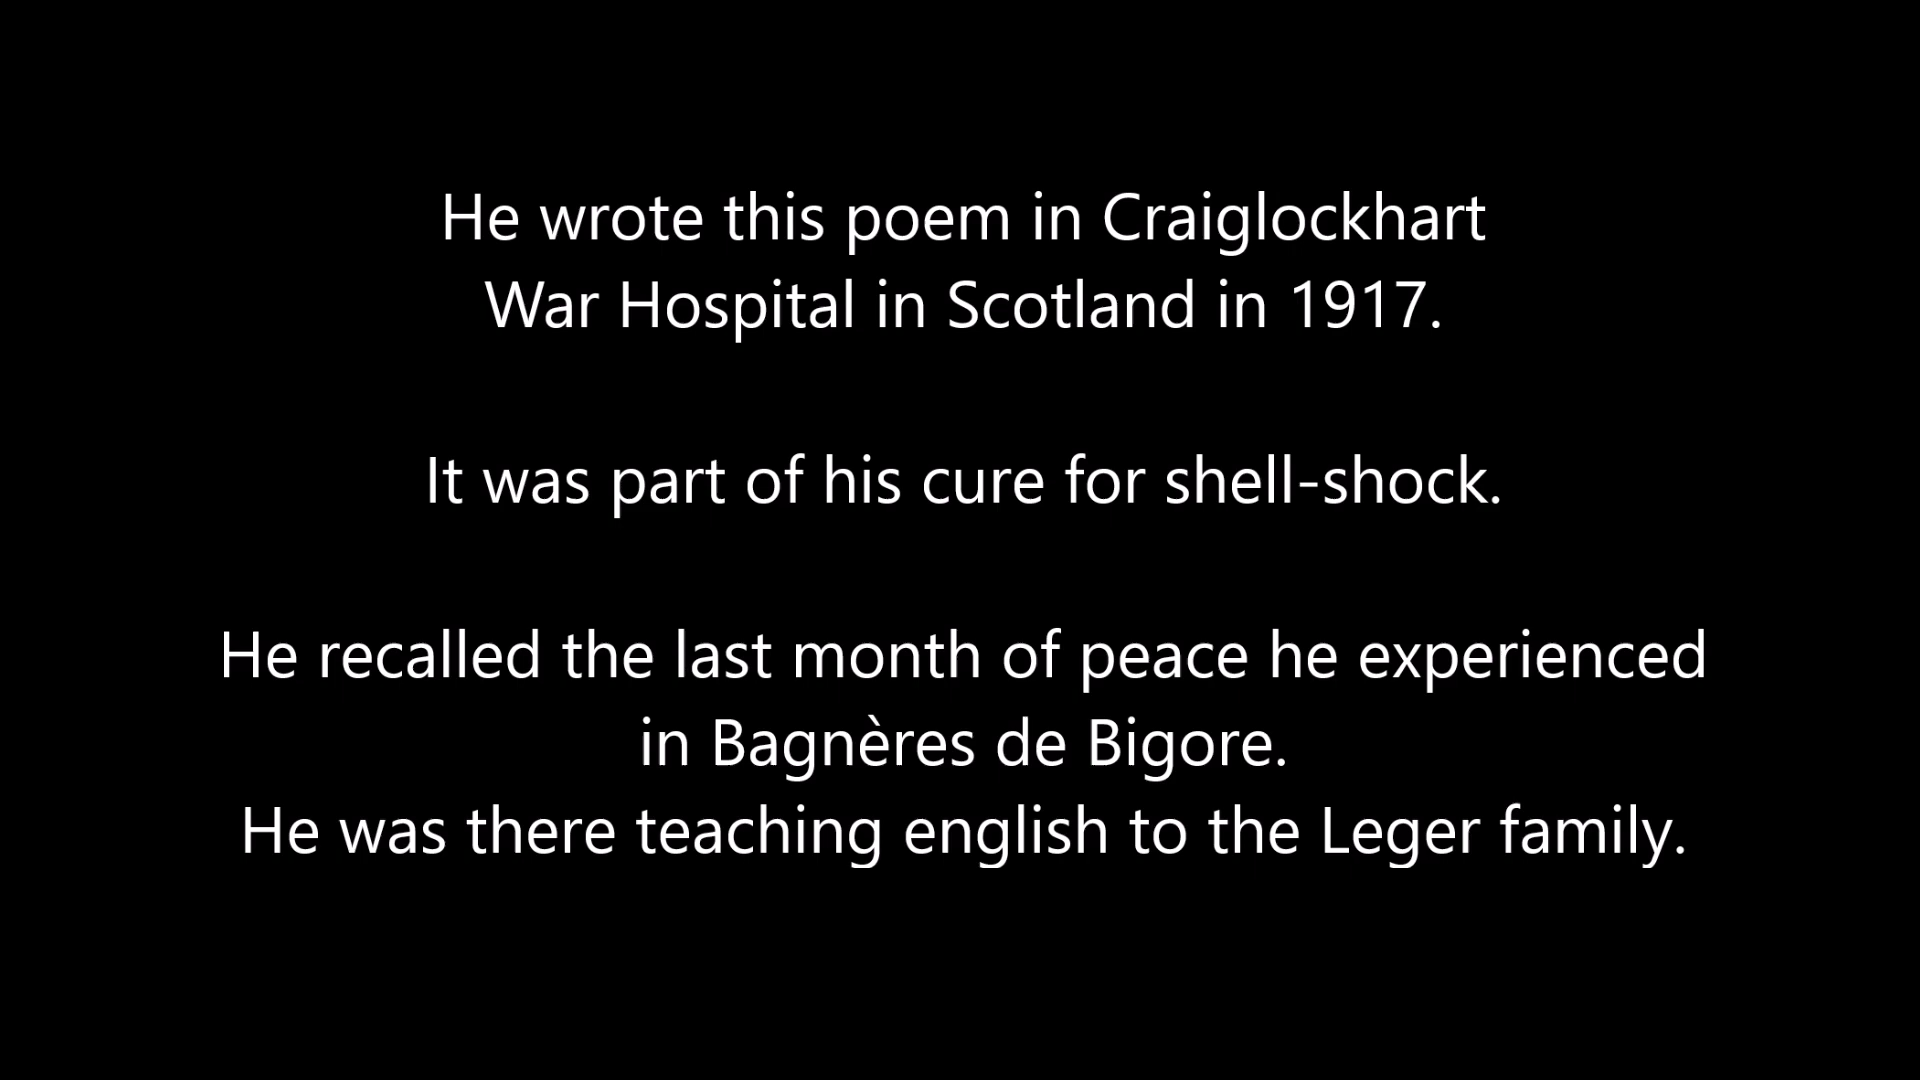 He wrote this poem in Craiglockhart
War Hospital in Scotland in 1917.
It was part of his cure for shell-shock.
He recalled the last month of peace he experienced
in Bagnères de Bigore.
He was there teaching english to the Leger family.